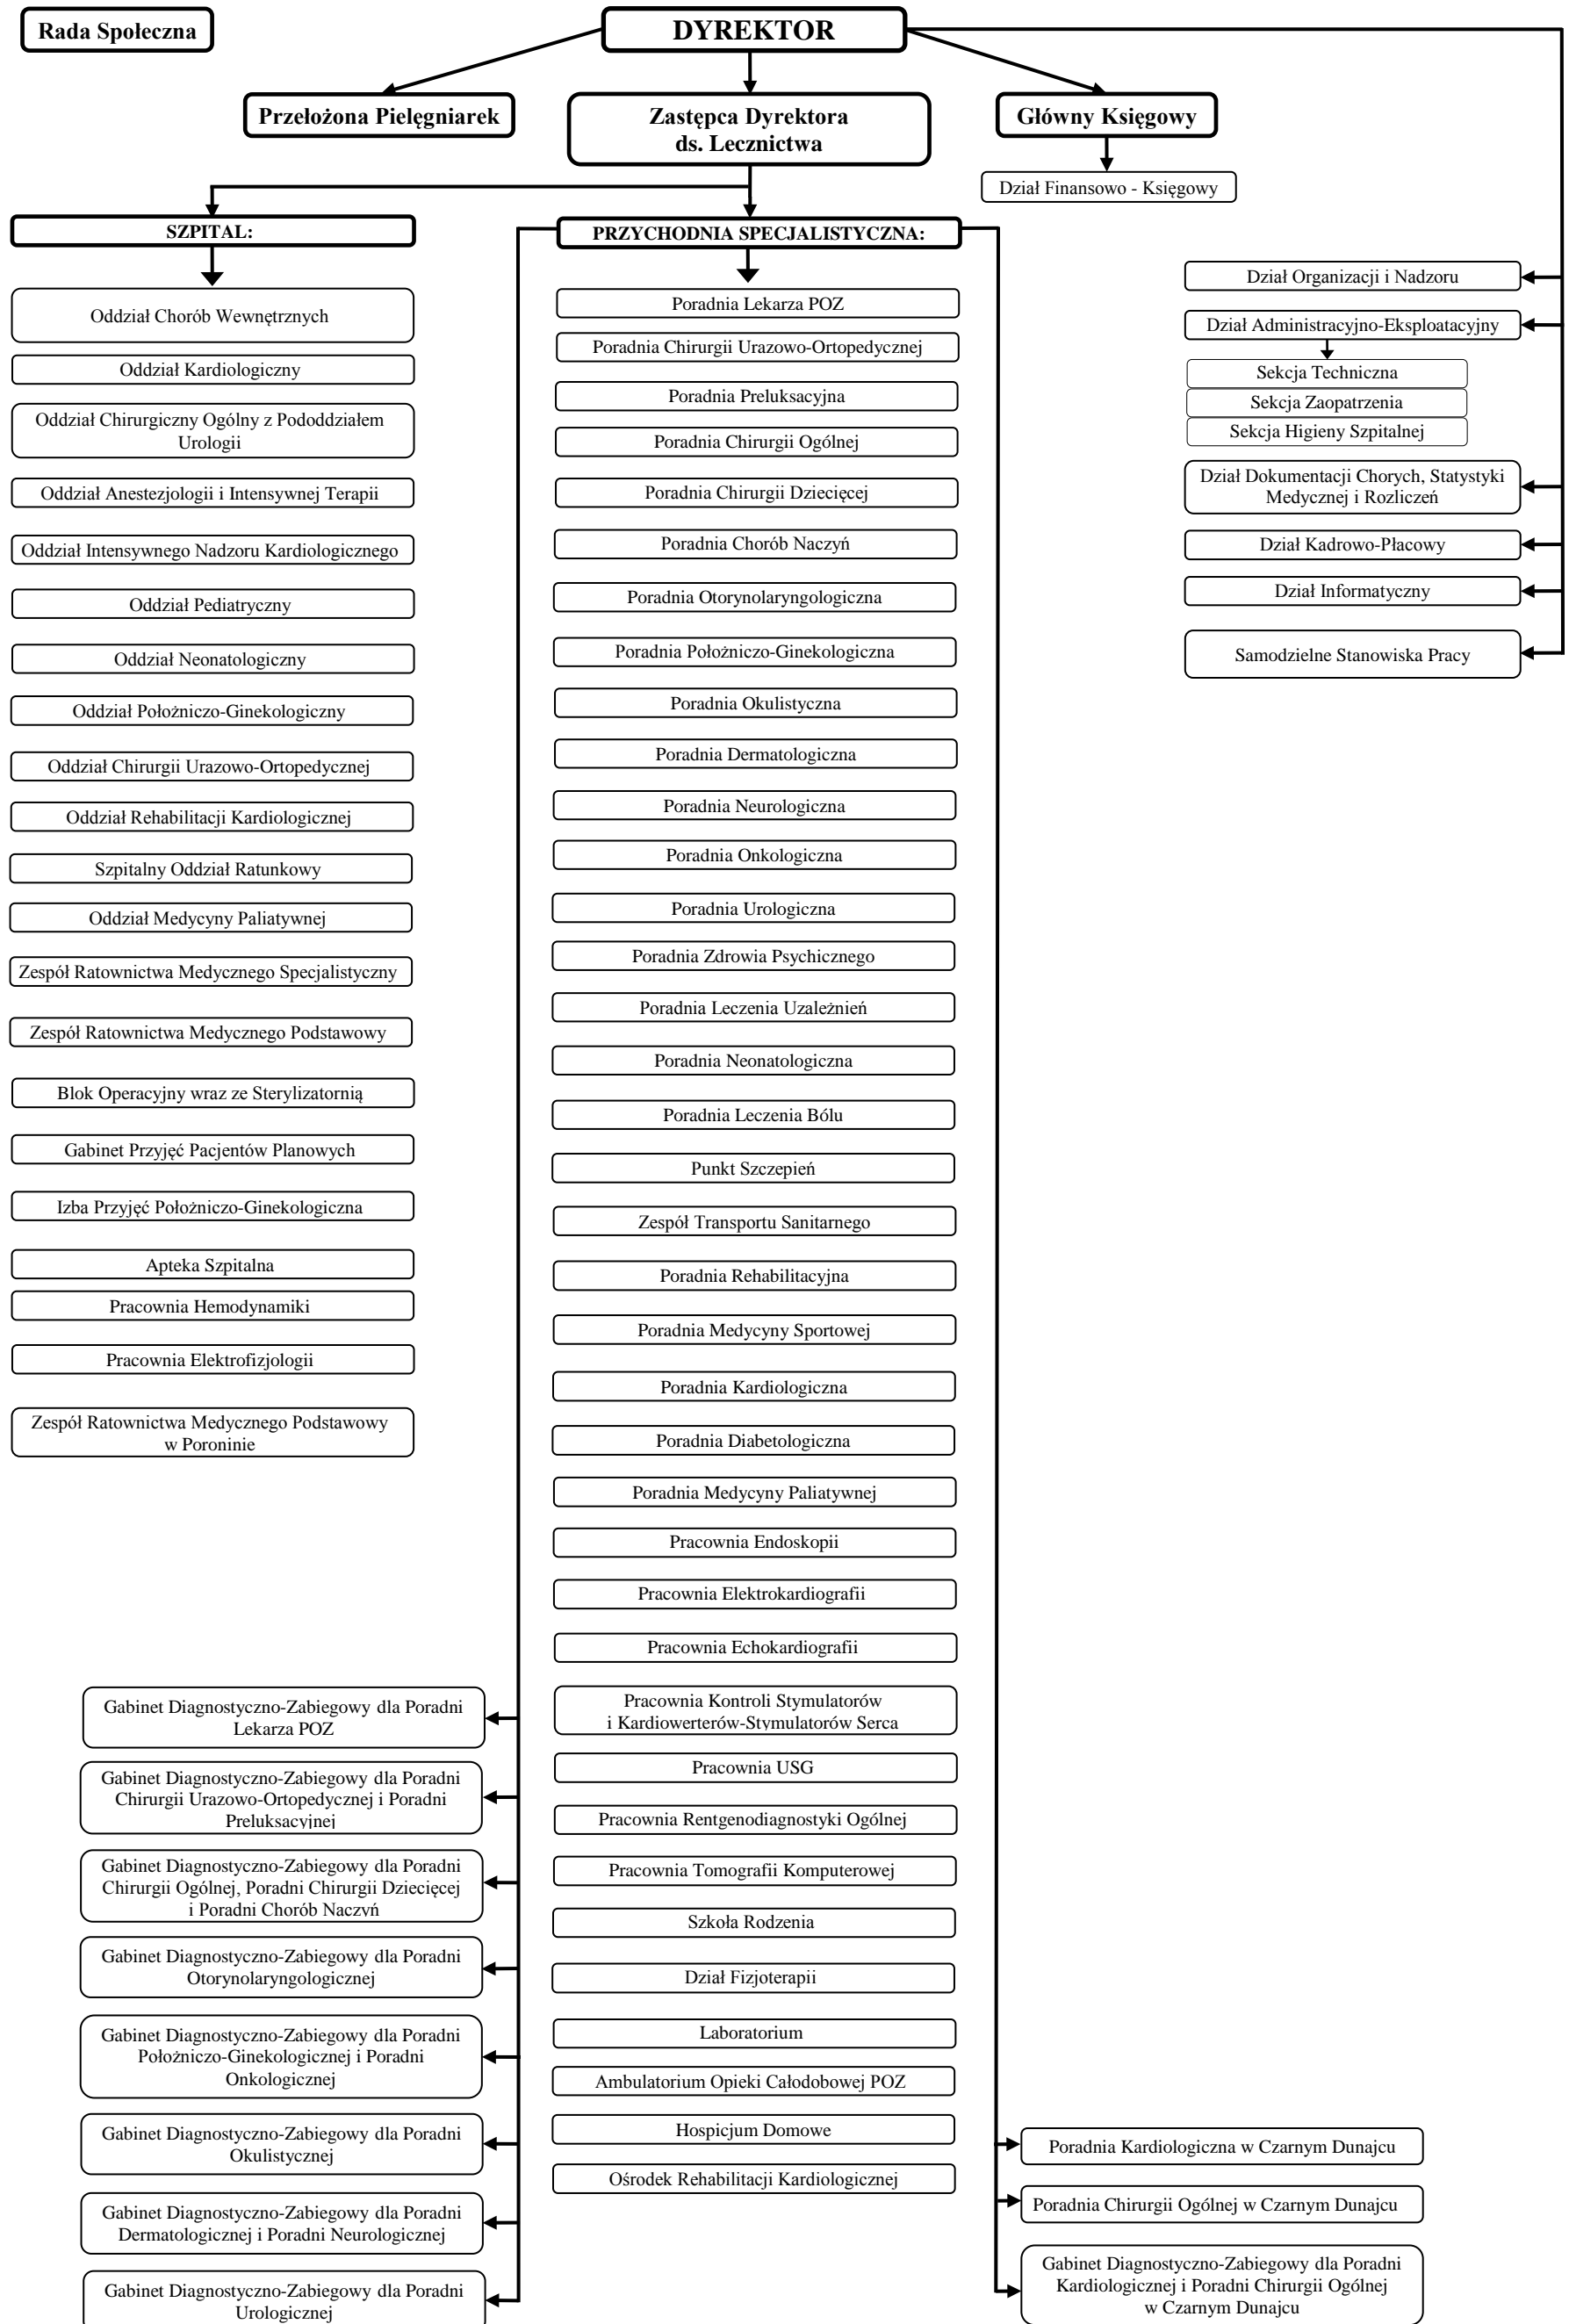 Rada Społeczna
DYREKTOR
Przełożona Pielęgniarek
Zastępca Dyrektora
ds. Lecznictwa
Główny Księgowy
Dział Finansowo - Księgowy
SZPITAL:
Oddział Chorób Wewnętrznych
Oddział Kardiologiczny
Oddział Chirurgiczny Ogólny z Pododdziałem
Urologii
Oddział Anestezjologii i Intensywnej Terapii
Oddział Intensywnego Nadzoru Kardiologicznego
Oddział Pediatryczny
Oddział Neonatologiczny
Oddział Położniczo-Ginekologiczny
Oddział Chirurgii Urazowo-Ortopedycznej
Oddział Rehabilitacji Kardiologicznej
Szpitalny Oddział Ratunkowy
Oddział Medycyny Paliatywnej
Zespół Ratownictwa Medycznego Specjalistyczny
Zespół Ratownictwa Medycznego Podstawowy
Blok Operacyjny wraz ze Sterylizatornią
Gabinet Przyjęć Pacjentów Planowych
Izba Przyjęć Położniczo-Ginekologiczna
Apteka Szpitalna
Pracownia Hemodynamiki
Pracownia Elektrofizjologii
Zespół Ratownictwa Medycznego Podstawowy
w Poroninie
PRZYCHODNIA SPECJALISTYCZNA:
Poradnia Lekarza POZ
Poradnia Chirurgii Urazowo-Ortopedycznej
Poradnia Preluksacyjna
Poradnia Chirurgii Ogólnej
Poradnia Chirurgii Dziecięcej
Poradnia Chorób Naczyń
Poradnia Otorynolaryngologiczna
Poradnia Położniczo-Ginekologiczna
Poradnia Okulistyczna
Poradnia Dermatologiczna
Poradnia Neurologiczna
Poradnia Onkologiczna
Poradnia Urologiczna
Poradnia Zdrowia Psychicznego
Poradnia Leczenia Uzależnień
Poradnia Neonatologiczna
Poradnia Leczenia Bólu
Punkt Szczepień
Zespół Transportu Sanitarnego
Poradnia Rehabilitacyjna
Poradnia Medycyny Sportowej
Poradnia Kardiologiczna
Poradnia Diabetologiczna
Poradnia Medycyny Paliatywnej
Pracownia Endoskopii
Pracownia Elektrokardiografii
Pracownia Echokardiografii
Pracownia Kontroli Stymulatorów
i Kardiowerterów-Stymulatorów Serca
Pracownia USG
Pracownia Rentgenodiagnostyki Ogólnej
Pracownia Tomografii Komputerowej
Szkoła Rodzenia
Dział Fizjoterapii
Laboratorium
Ambulatorium Opieki Całodobowej POZ
Hospicjum Domowe
Ośrodek Rehabilitacji Kardiologicznej
Dział Organizacji i Nadzoru
Dział Administracyjno-Eksploatacyjny
Sekcja Techniczna
Sekcja Zaopatrzenia
Sekcja Higieny Szpitalnej
Dział Dokumentacji Chorych, Statystyki
Medycznej i Rozliczeń
Dział Kadrowo-Płacowy
Dział Informatyczny
Samodzielne Stanowiska Pracy
Gabinet Diagnostyczno-Zabiegowy dla Poradni
Lekarza POZ
Gabinet Diagnostyczno-Zabiegowy dla Poradni
Chirurgii Urazowo-Ortopedycznej i Poradni
Preluksacyjnej
Gabinet Diagnostyczno-Zabiegowy dla Poradni
Chirurgii Ogólnej, Poradni Chirurgii Dziecięcej
i Poradni Chorób Naczyń
Gabinet Diagnostyczno-Zabiegowy dla Poradni
Otorynolaryngologicznej
Gabinet Diagnostyczno-Zabiegowy dla Poradni
Położniczo-Ginekologicznej i Poradni
Onkologicznej
Gabinet Diagnostyczno-Zabiegowy dla Poradni
Okulistycznej
Gabinet Diagnostyczno-Zabiegowy dla Poradni
Dermatologicznej i Poradni Neurologicznej
Gabinet Diagnostyczno-Zabiegowy dla Poradni
Urologicznej
Poradnia Kardiologiczna w Czarnym Dunajcu
Poradnia Chirurgii Ogólnej w Czarnym Dunajcu
Gabinet Diagnostyczno-Zabiegowy dla Poradni
Kardiologicznej i Poradni Chirurgii Ogólnej
w Czarnym Dunajcu